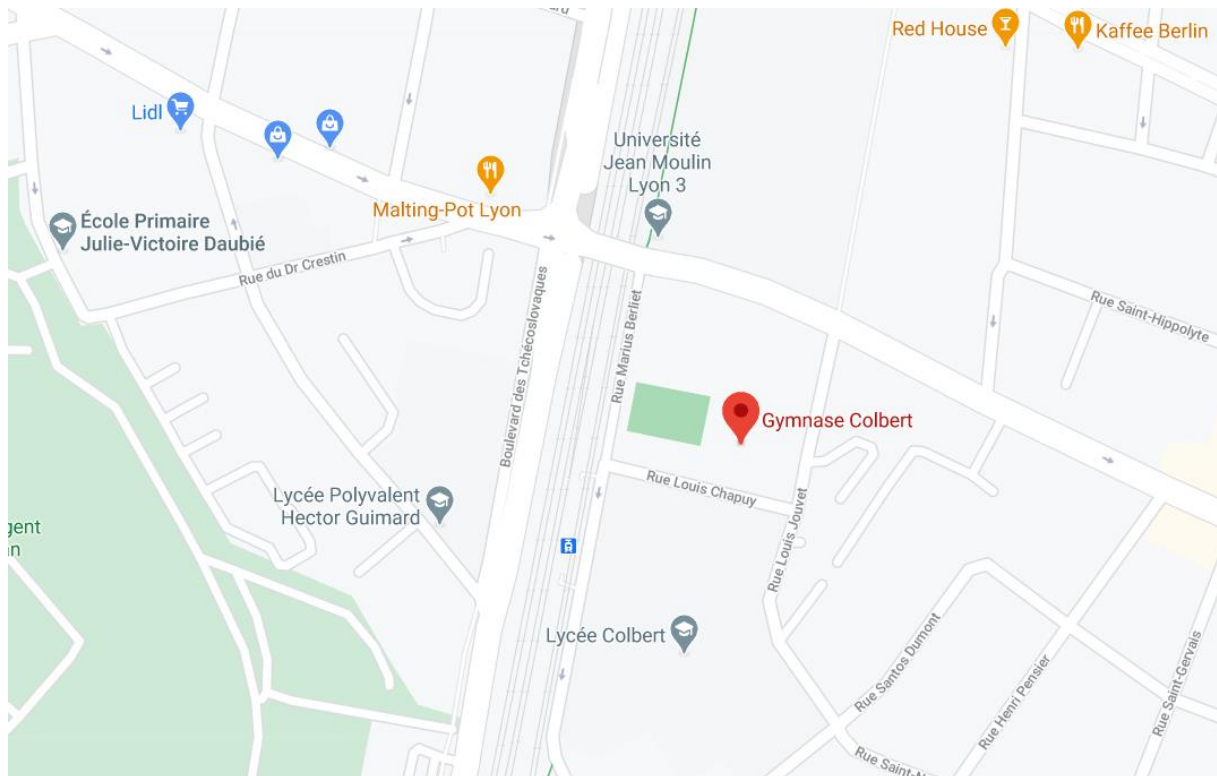 Red House
Kaffee Berlin
Lidl
Université
Jean Moulin
Lyon 3
Malting-Pot Lyon
École Primaire
Julie-Victoire Daubié
Rue du Dr Crestin
Boulevard des Tchécoslovaques
Rue Marius Berliet
Rue Saint-Hippolyte
Gymnase Colbert
Rue Louis Chapuy
Lycée Polyvalent
Hector Guimard
Rue Louis Jouvet
Lycée Colbert
Rue Santos Dumont
Rue Henri Pensier
Rue Saint-Gervais